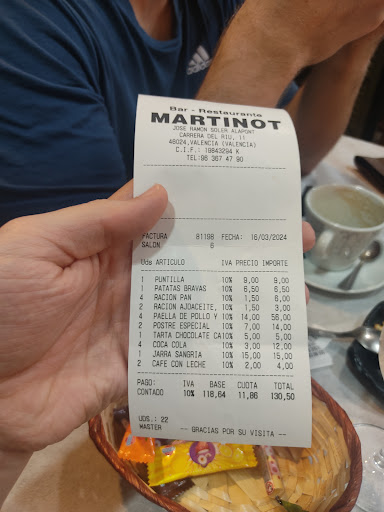 adidas
Bar - Restaurante
MARTINOT
JOSE RAMON SOLER ALAPONT
CARRERA DEL RIU, 11
46024,VALENCIA (VALENCIA)
C.I.F.: 19843294 K
TEL:96 367 47 90
FACTURA 81198 FECHA: 16/03/2024
SALON 6
Uds ARTICULO IVA PRECIO IMPORTE
1 PUNTILLA 10% 9,00 9,00
1 PATATAS BRAVAS 10% 6,50 6,50
4 RACION PAN 10% 1,50 6,00
2 RACION AJOACEITE, 10% 1,50 3,00
4 PAELLA DE POLLO Y 10% 14,00 56,00
2 POSTRE ESPECIAL 10% 7,00 14,00
1 TARTA CHOCOLATE CA 10% 5,00 5,00
4 COCA COLA 10% 3,00 12,00
1 JARRA SANGRIA 10% 15,00 15,00
2 CAFE CON LECHE 10% 2,00 4,00
PAGO: IVA BASE CUOTA TOTAL
CONTADO 10% 118,64 11,86 130,50
UDS.: 22
MASTER
-- GRACIAS POR SU VISITA --